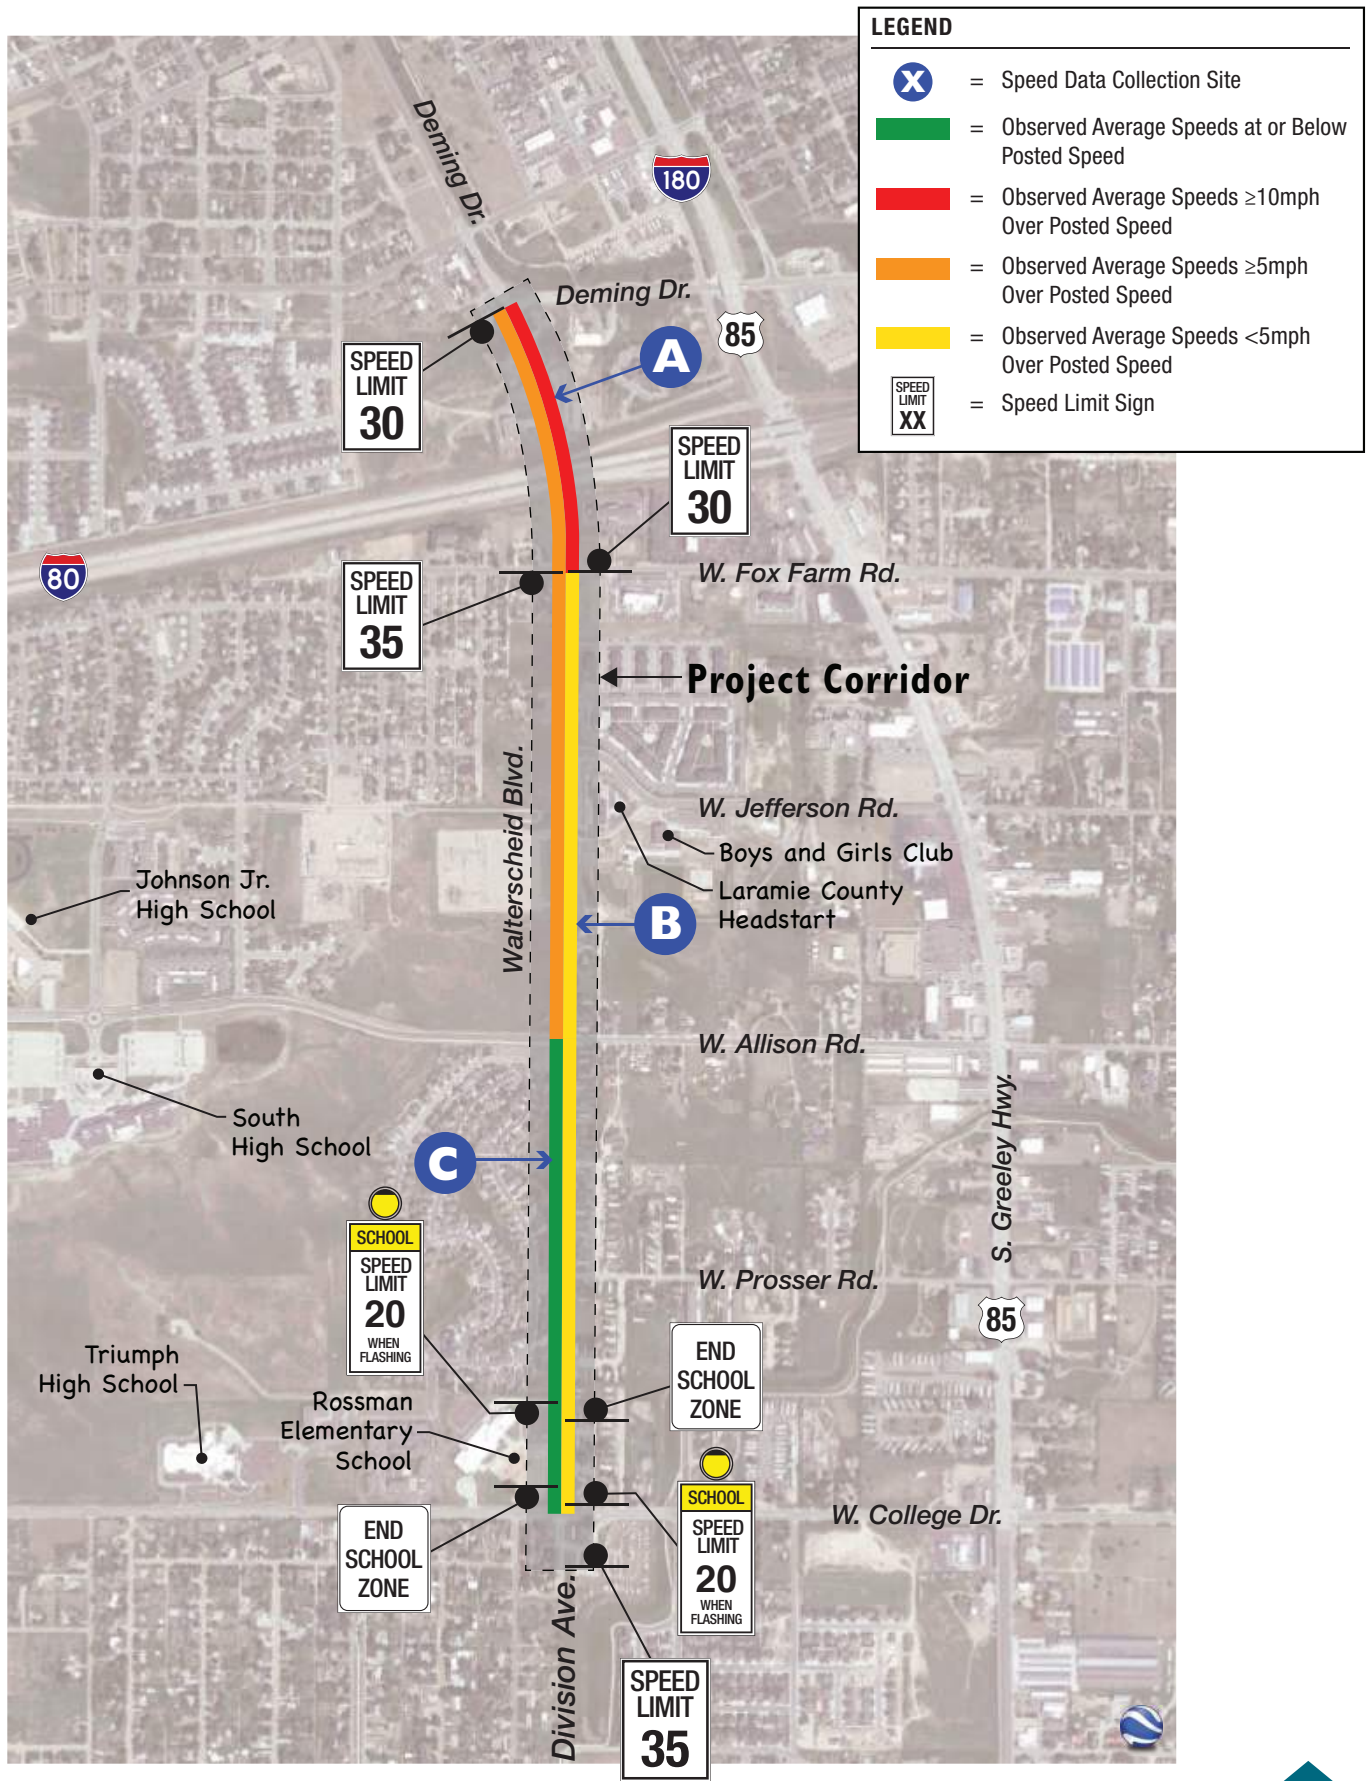 LEGEND
X = Speed Data Collection Site
= Observed Average Speeds at or Below
Posted Speed
= Observed Average Speeds ≥10mph
Over Posted Speed
= Observed Average Speeds ≥5mph
Over Posted Speed
= Observed Average Speeds <5mph
Over Posted Speed
SPEED
LIMIT
XX
= Speed Limit Sign
Deming Dr.
180
Deming Dr.
85
A
SPEED
LIMIT
30
SPEED
LIMIT
30
80
W. Fox Farm Rd.
SPEED
LIMIT
35
Project Corridor
Walterscheid Blvd.
W. Jefferson Rd.
Boys and Girls Club
Laramie County
Headstart
Johnson Jr.
High School
B
W. Allison Rd.
South
High School
S. Greeley Hwy.
C
SCHOOL
SPEED
LIMIT
20
WHEN
FLASHING
W. Prosser Rd.
85
END
SCHOOL
ZONE
Triumph
High School
Rossman
Elementary
School
SCHOOL
SPEED
LIMIT
20
WHEN
FLASHING
W. College Dr.
END
SCHOOL
ZONE
Division Ave.
SPEED
LIMIT
35